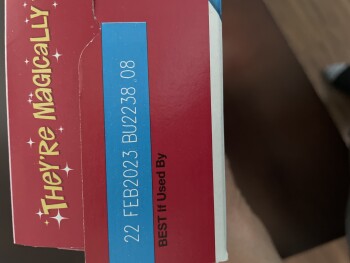 THEY'RE MAGICALLY
22 FEB2023 BU2238 08
BEST If Used By